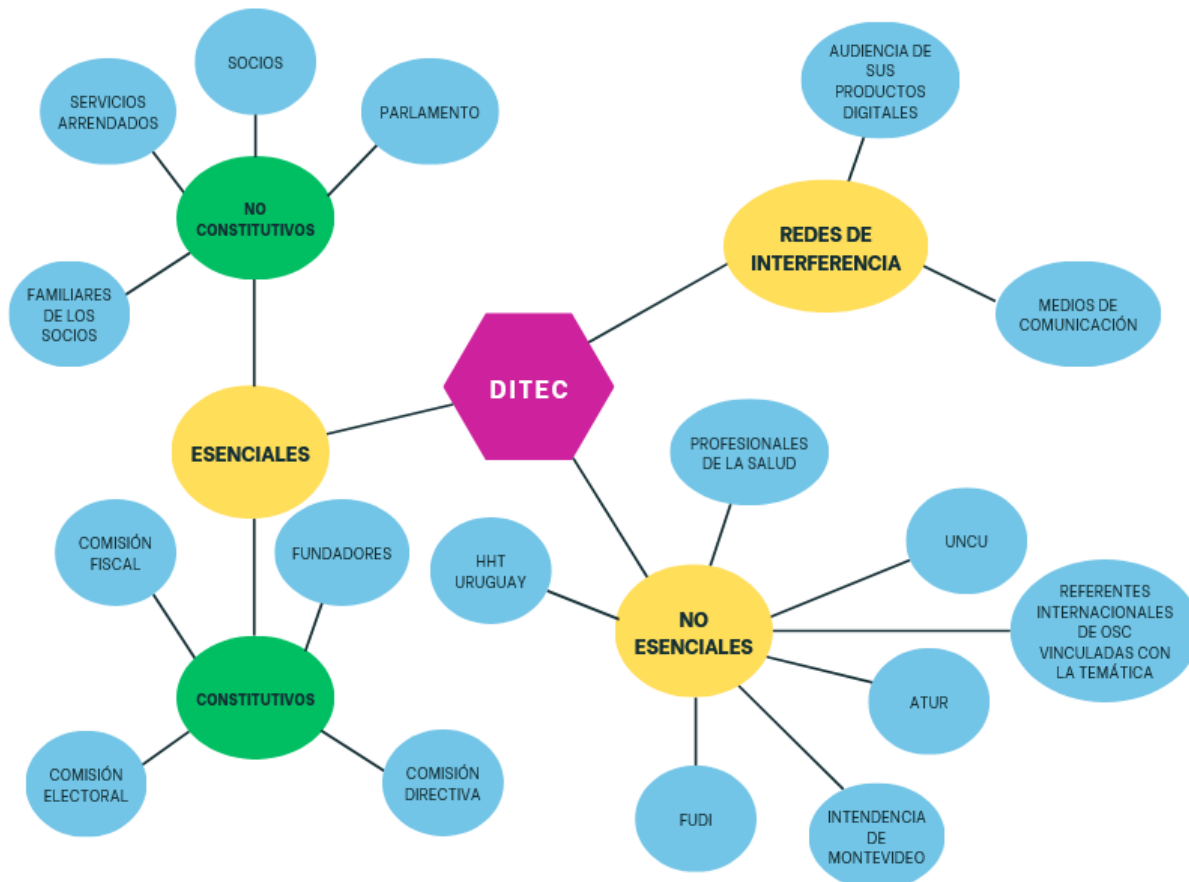 SOCIOS
SERVICIOS
ARRENDADOS
PARLAMENTO
NO
CONSTITUTIVOS
FAMILIARES
DE LOS
SOCIOS
AUDIENCIA DE
SUS
PRODUCTOS
DIGITALES
REDES DE
INTERFERENCIA
MEDIOS DE
COMUNICACIÓN
DITEC
ESENCIALES
COMISIÓN
FISCAL
FUNDADORES
CONSTITUTIVOS
COMISIÓN
ELECTORAL
COMISIÓN
DIRECTIVA
PROFESIONALES
DE LA SALUD
HHT
URUGUAY
UNCU
NO
ESENCIALES
REFERENTES
INTERNACIONALES
DE OSC
VINCULADAS CON
LA TEMÁTICA
ATUR
FUDI
INTENDENCIA
DE
MONTEVIDEO